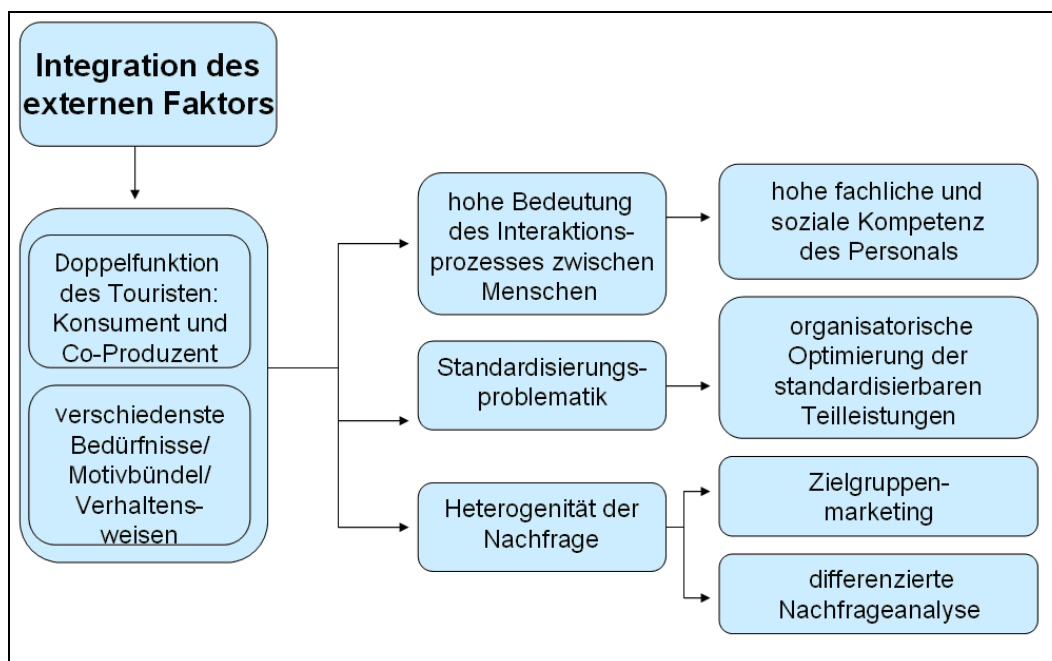 Integration des
externen Faktors
Doppelfunktion
des Touristen:
Konsument und
Co-Produzent
verschiedenste
Bedürfnisse/
Motivbündel/
Verhaltens-
weisen
hohe Bedeutung
des Interaktions-
prozesses zwischen
Menschen
Standardisierungs-
problematik
Heterogenität der
Nachfrage
hohe fachliche und
soziale Kompetenz
des Personals
organisatorische
Optimierung der
standardisierbaren
Teilleistungen
Zielgruppen-
marketing
differenzierte
Nachfrageanalyse